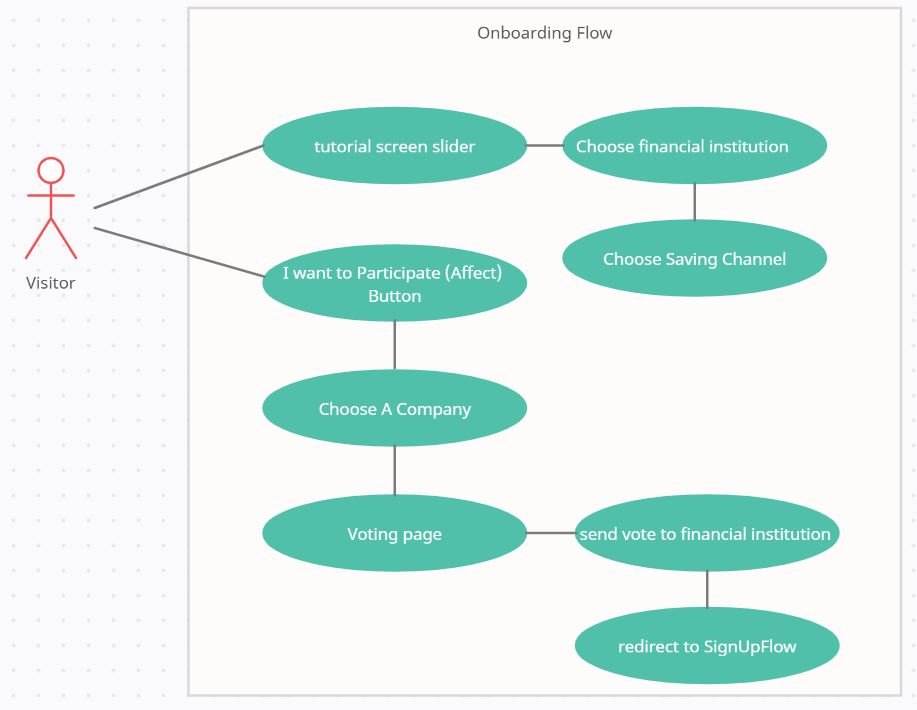 Onboarding Flow
tutorial screen slider
Choose financial institution
Choose Saving Channel
Visitor
I want to Participate (Affect)
Button
Choose A Company
Voting page
send vote to financial institution
redirect to SignUpFlow